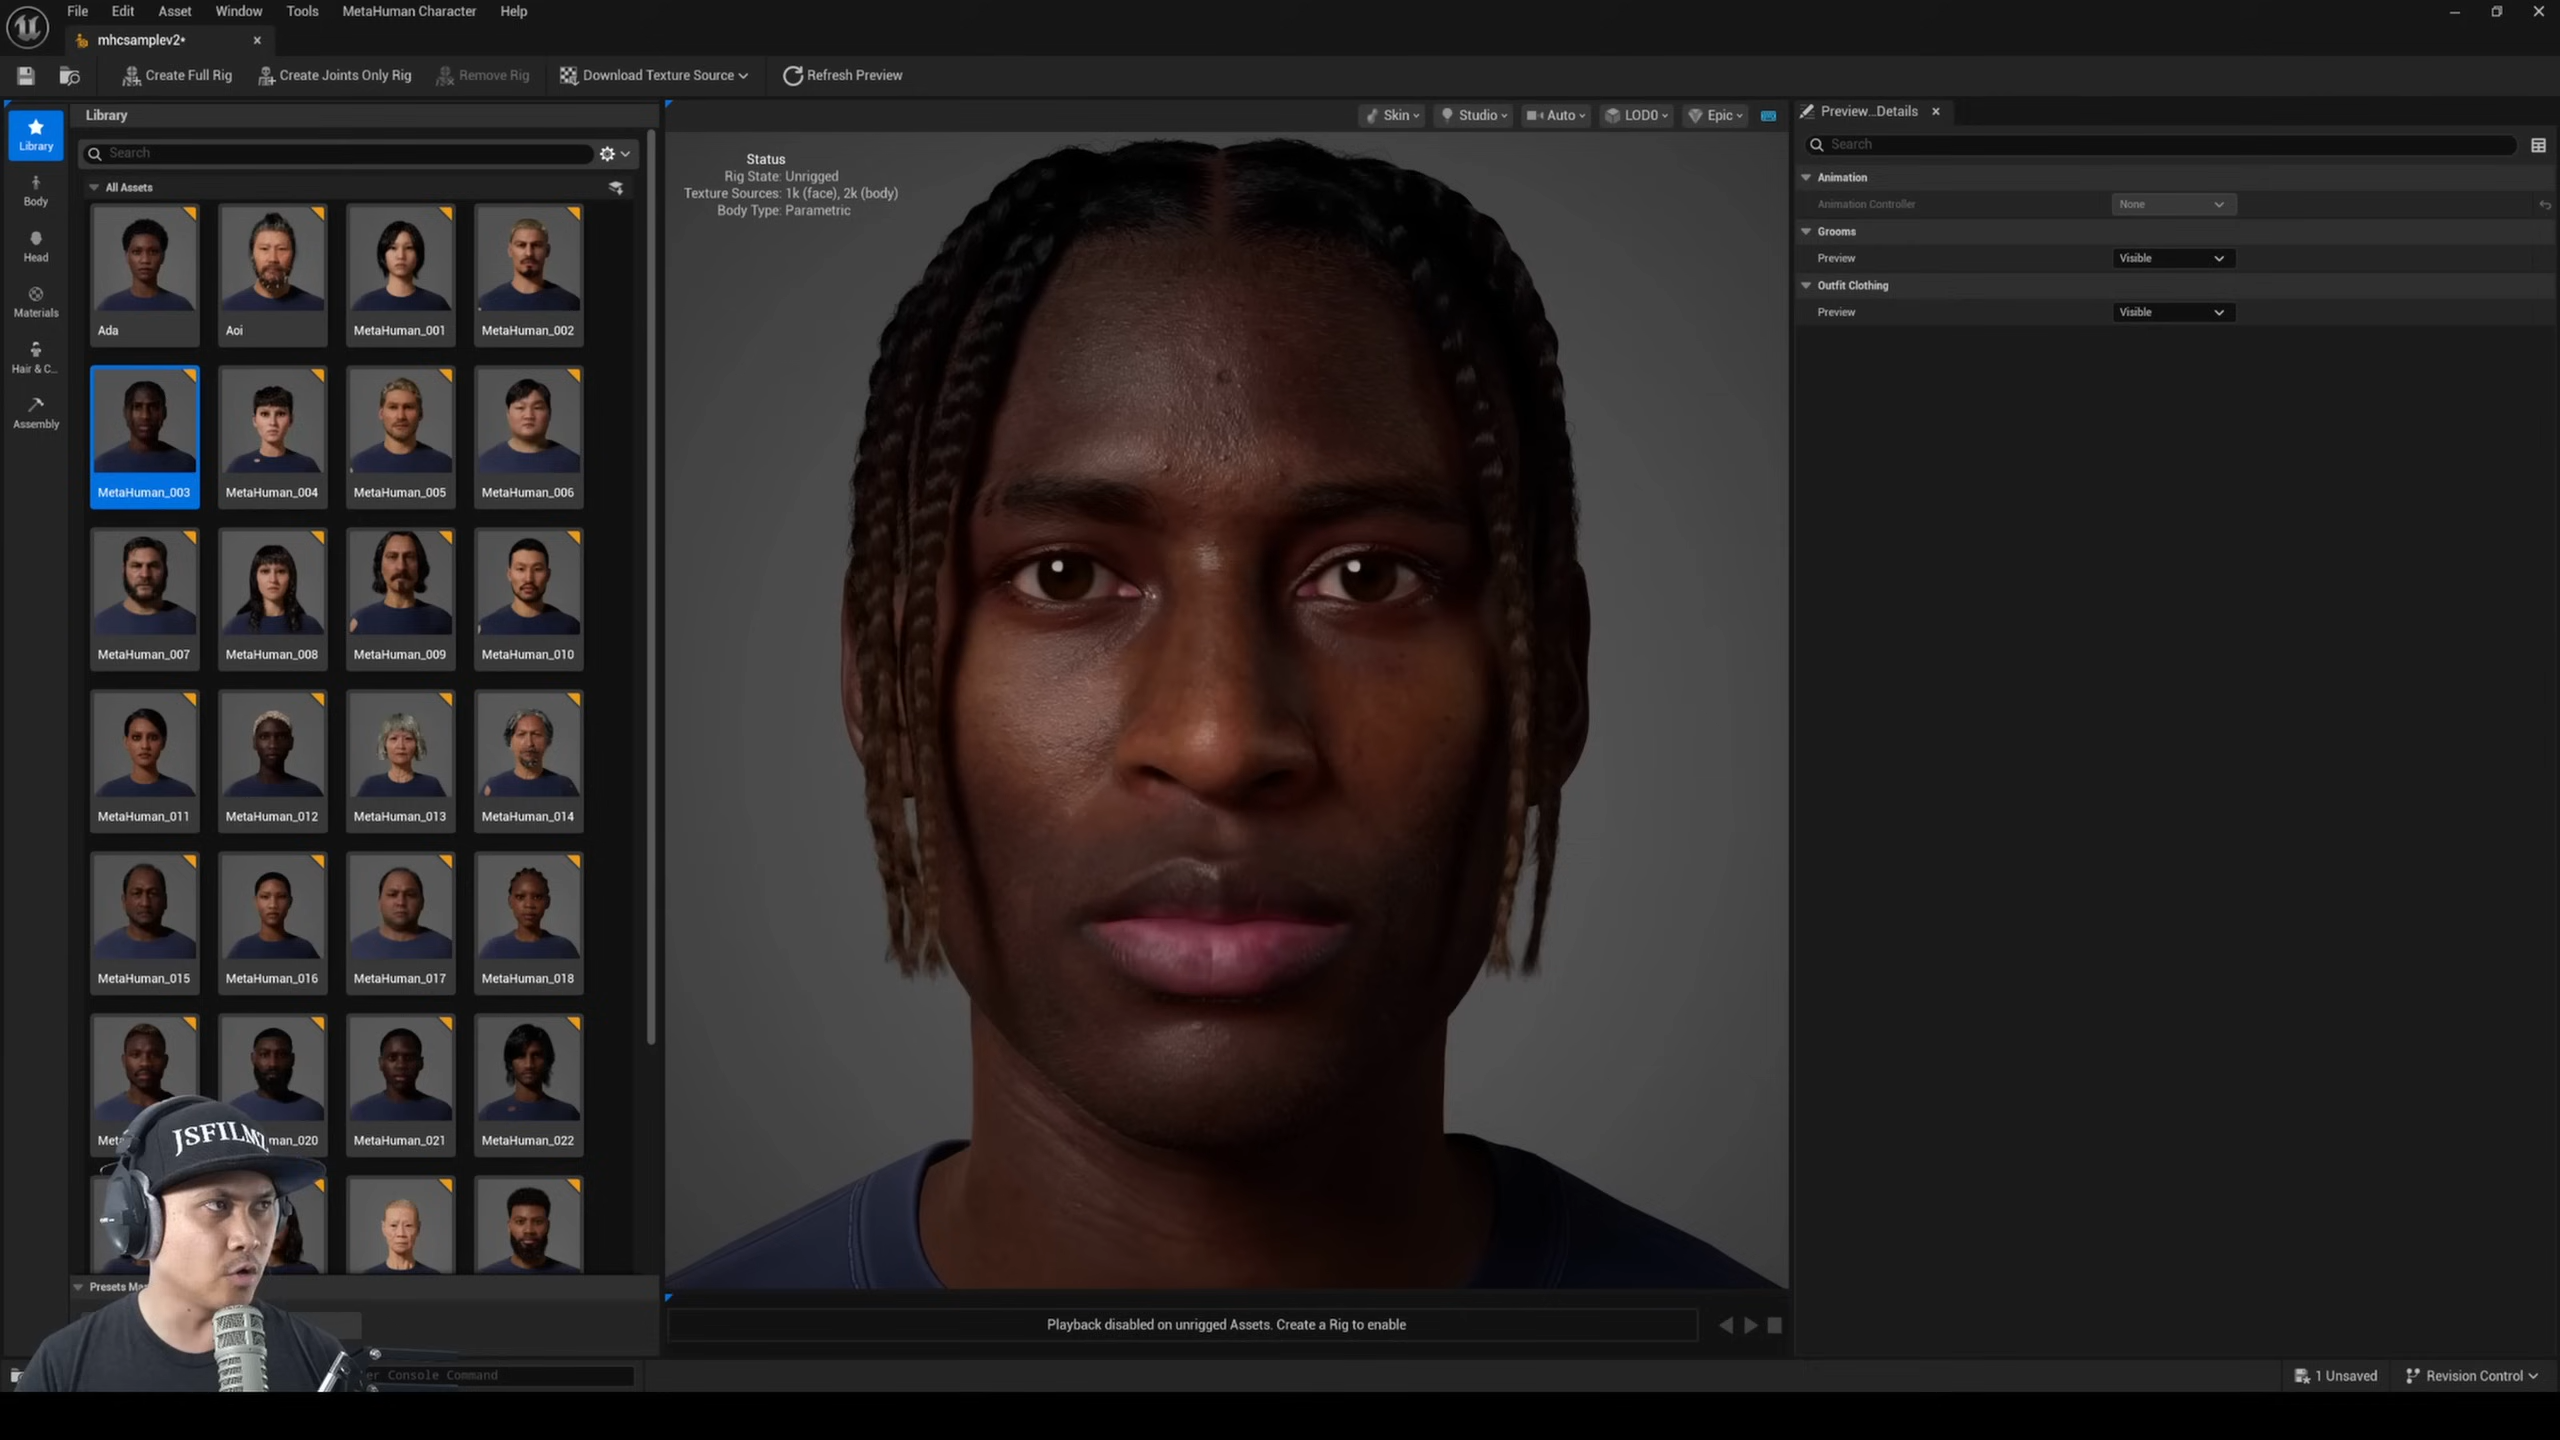 File Edit Asset Window Tools MetaHuman Character Help
mhcsamplev2*
Create Full Rig Create Joints Only Rig Remove Rig Download Texture Source Refresh Preview
Library
Library
Search
All Assets
Body
Head
Materials
Hair & C...
Assembly
Ada Aoi MetaHuman_001 MetaHuman_002
MetaHuman_003 MetaHuman_004 MetaHuman_005 MetaHuman_006
MetaHuman_007 MetaHuman_008 MetaHuman_009 MetaHuman_010
MetaHuman_011 MetaHuman_012 MetaHuman_013 MetaHuman_014
MetaHuman_015 MetaHuman_016 MetaHuman_017 MetaHuman_018
MetaHuman_021 MetaHuman_022
JSFILMZ
Presets
Console Command
Skin Studio Auto LOD0 Epic
Status
Rig State: Unrigged
Texture Sources: 1k (face), 2k (body)
Body Type: Parametric
Playback disabled on unrigged Assets. Create a Rig to enable
Preview...Details
Search
Animation
Animation Controller None
Grooms
Preview Visible
Outfit Clothing
Preview Visible
1 Unsaved Revision Control